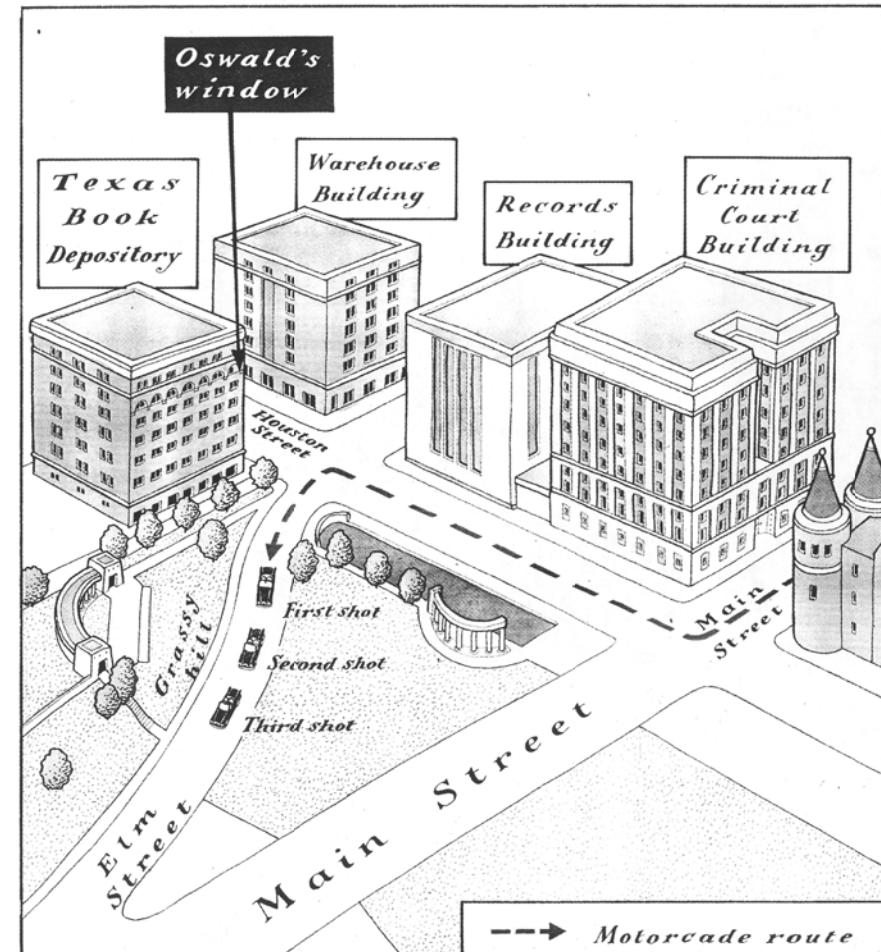 Oswald's
window
Texas
Book
Depository
Warehouse
Building
Records
Building
Criminal
Court
Building
Houston
Street
First shot
Second shot
Third shot
Grassy
hill
Main
Street
Elm
Street
Main Street
Motorcade route